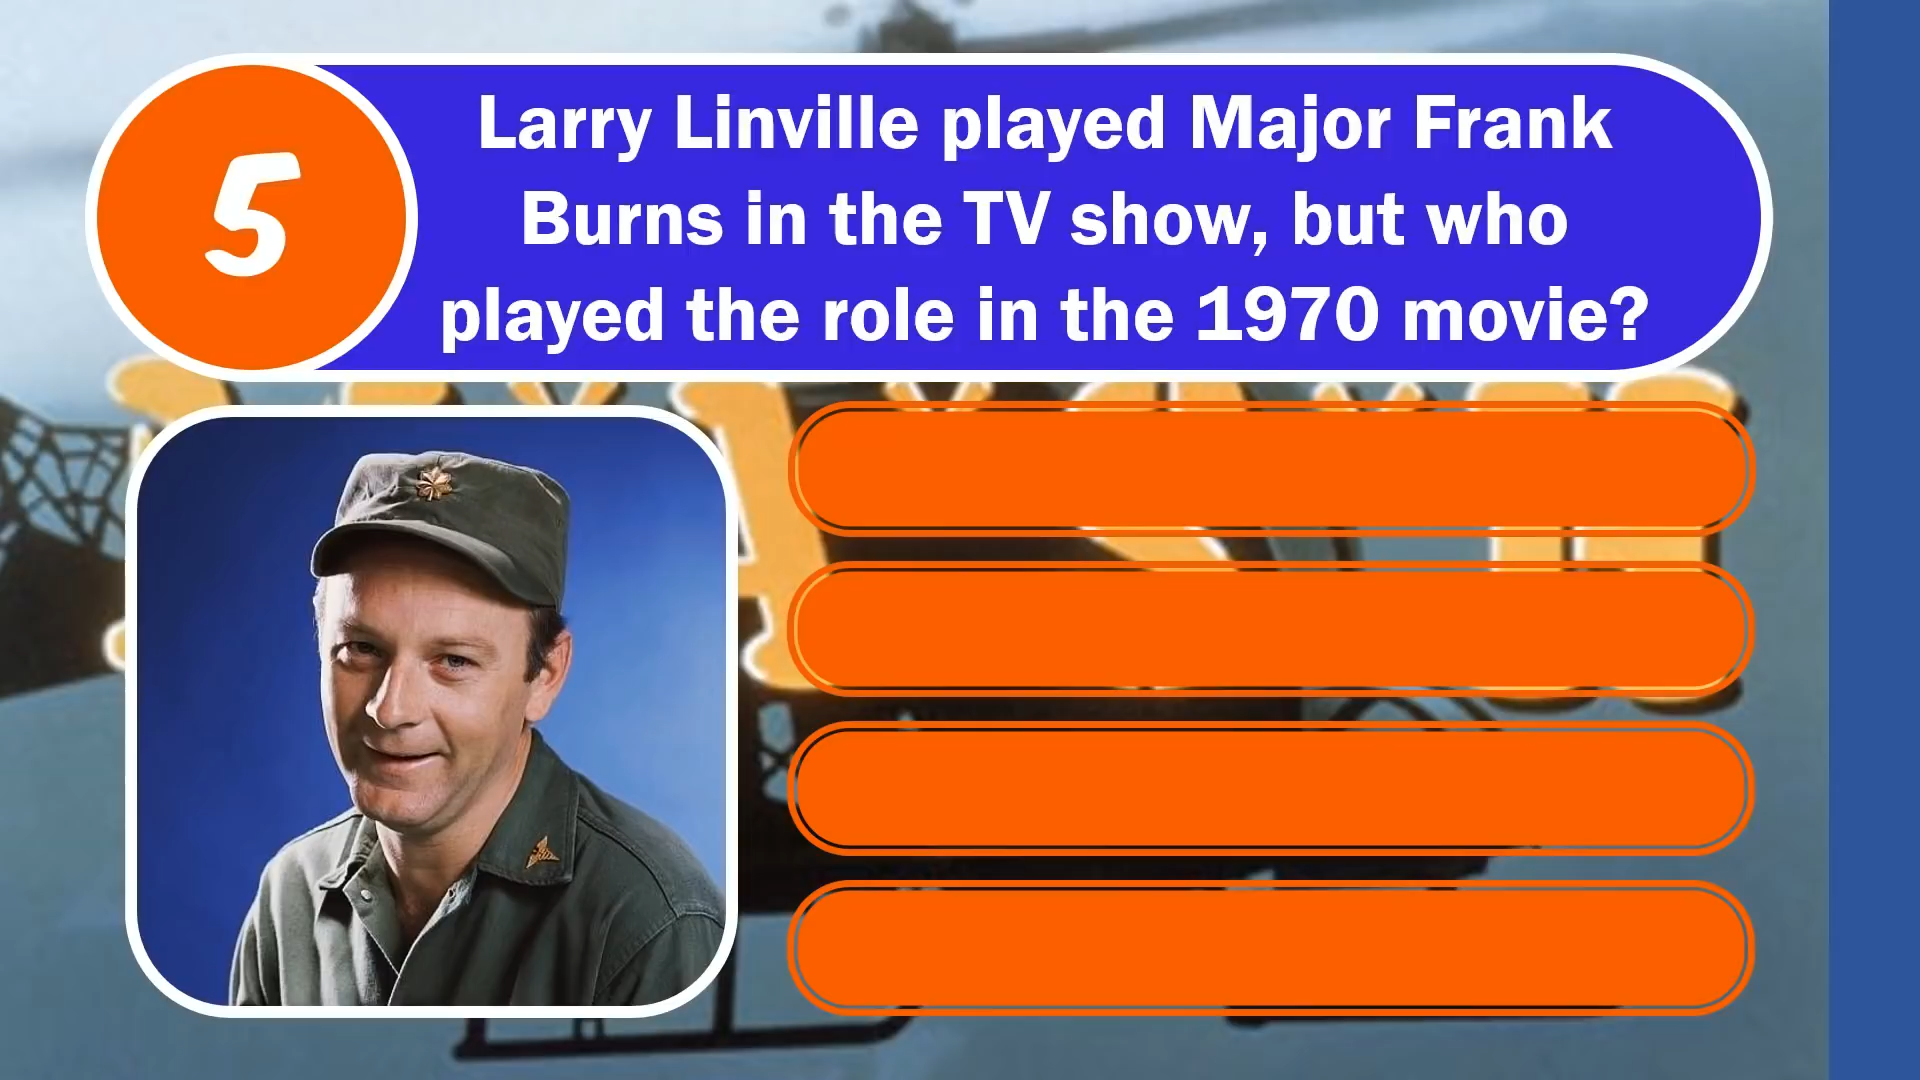 5
Larry Linville played Major Frank
Burns in the TV show, but who
played the role in the 1970 movie?